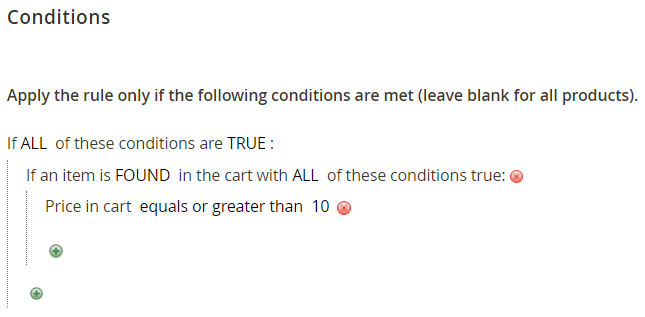 Conditions
Apply the rule only if the following conditions are met (leave blank for all products).
If ALL of these conditions are TRUE :
If an item is FOUND in the cart with ALL of these conditions true:
Price in cart equals or greater than 10